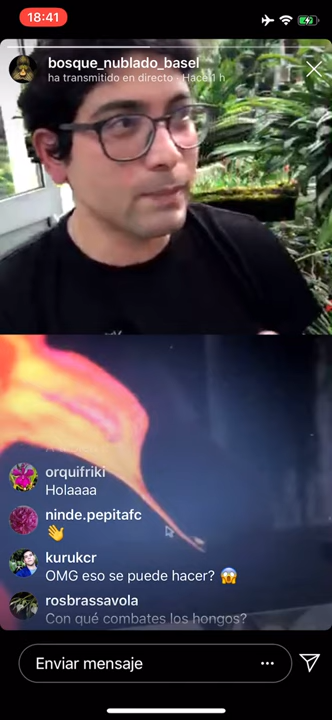 18:41
bosque_nublado_basel
ha transmitido en directo · Hace 1 h
orquifriki
Holaaaa
ninde.pepitafc
👋
kurukcr
OMG eso se puede hacer? 😱
rosbrassavola
Con qué combates los hongos?
Enviar mensaje